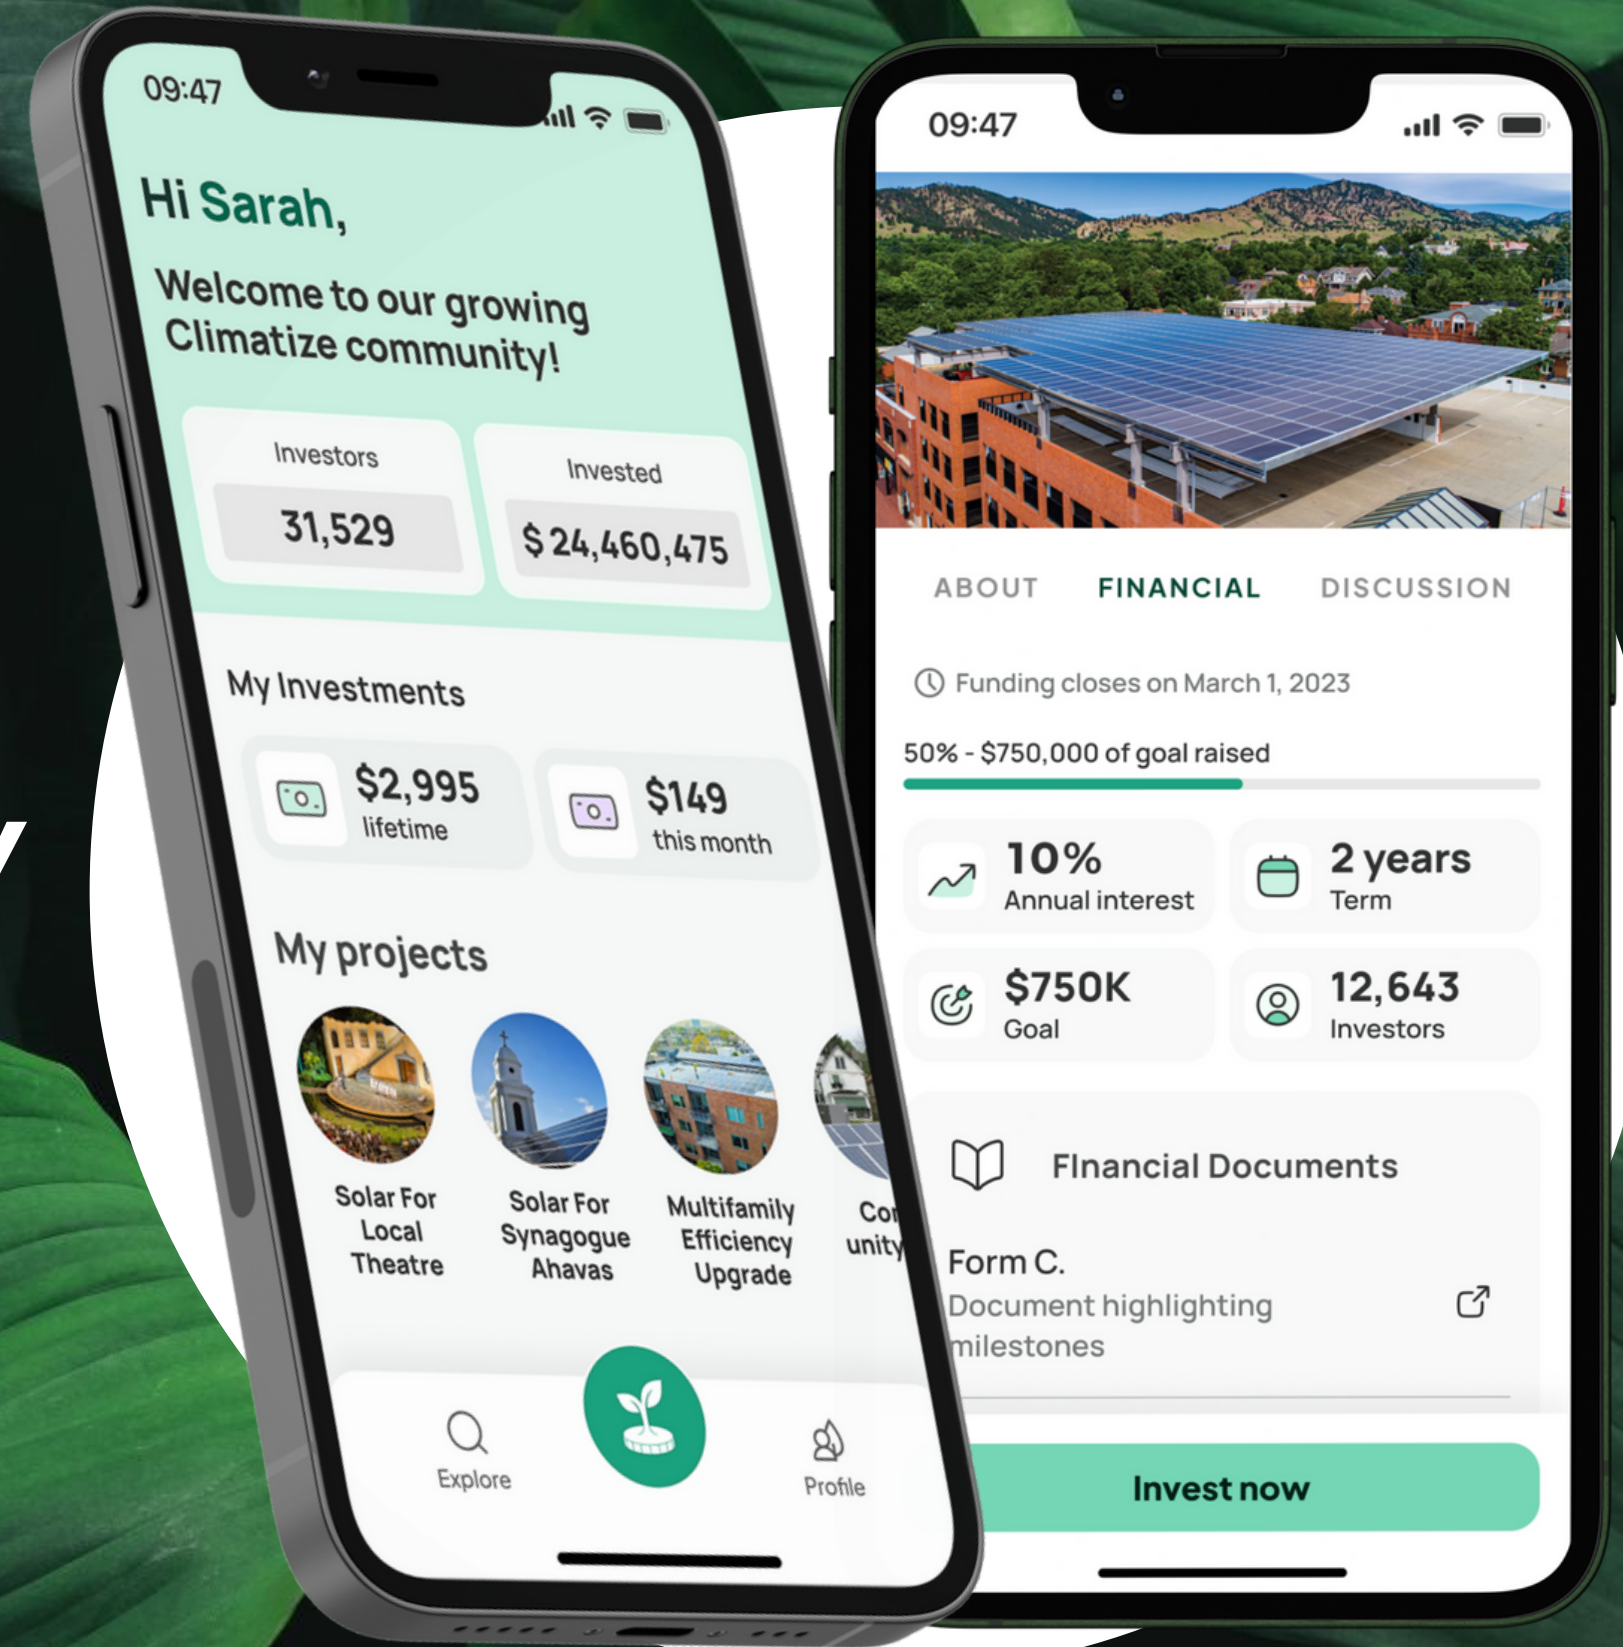 09:47
Hi Sarah,
Welcome to our growing
Climatize community!
Investors
31,529
Invested
$ 24,460,475
My Investments
$2,995
lifetime
$149
this month
My projects
Solar For
Local
Theatre
Solar For
Synagogue
Ahavas
Multifamily
Efficiency
Upgrade
Explore
Profile
09:47
ABOUT
FINANCIAL
DISCUSSION
Funding closes on March 1, 2023
50% - $750,000 of goal raised
10%
Annual interest
2 years
Term
$750K
Goal
12,643
Investors
FInancial Documents
Form C.
Document highlighting
milestones
Invest now